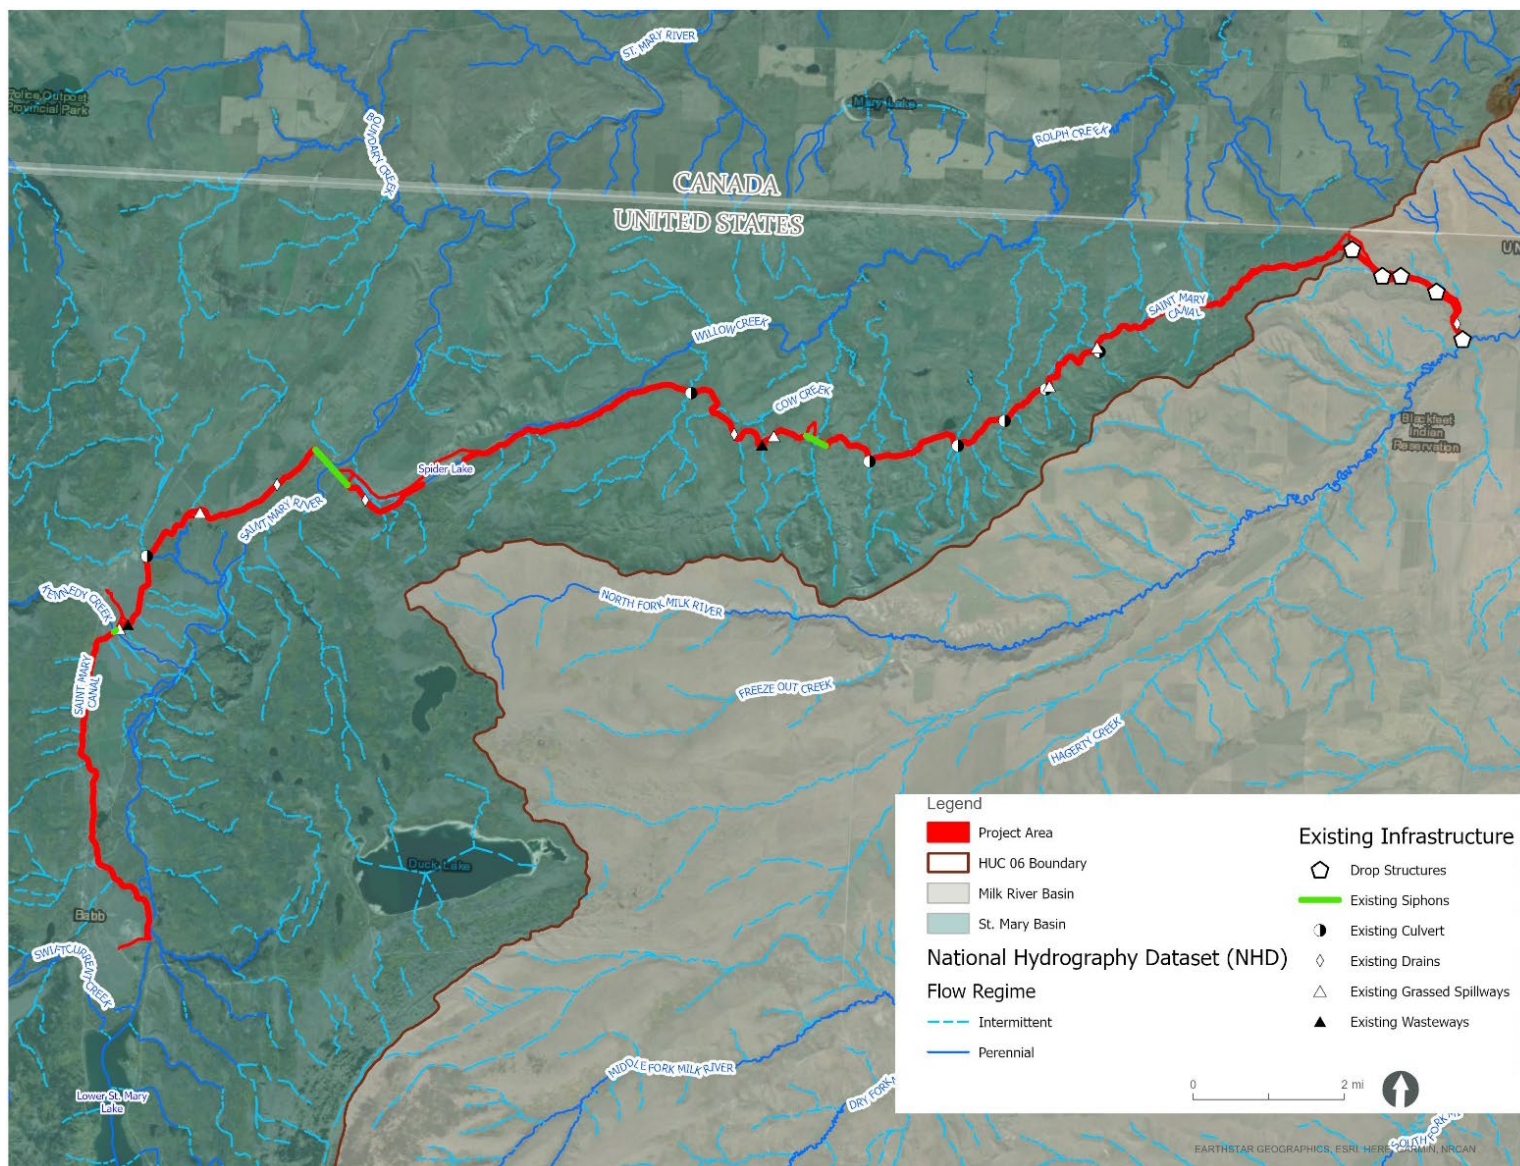 ST. MARY RIVER
Police Outpost
Provincial Park
Mary Lake
BOUNDARY CREEK
ROLPH CREEK
CANADA
UNITED STATES
SAINT MARY
CANAL
WILLOW CREEK
COW CREEK
Blackfeet
Indian
Reservation
Spider Lake
SAINT MARY RIVER
KENNEDY CREEK
NORTH FORK MILK RIVER
SAINT MARY
CANAL
FREEZE OUT CREEK
HAGERTY CREEK
Duck Lake
Babb
SWIFTCURRENT CREEK
Lower St. Mary
Lake
MIDDLE FORK MILK RIVER
DRY FORK
SOUTH FORK
Legend
Project Area
HUC 06 Boundary
Milk River Basin
St. Mary Basin
National Hydrography Dataset (NHD)
Flow Regime
Intermittent
Perennial
Existing Infrastructure
Drop Structures
Existing Siphons
Existing Culvert
Existing Drains
Existing Grassed Spillways
Existing Wasteways
0 2 mi
EARTHSTAR GEOGRAPHICS, ESRI, HERE, GARMIN, NRCAN